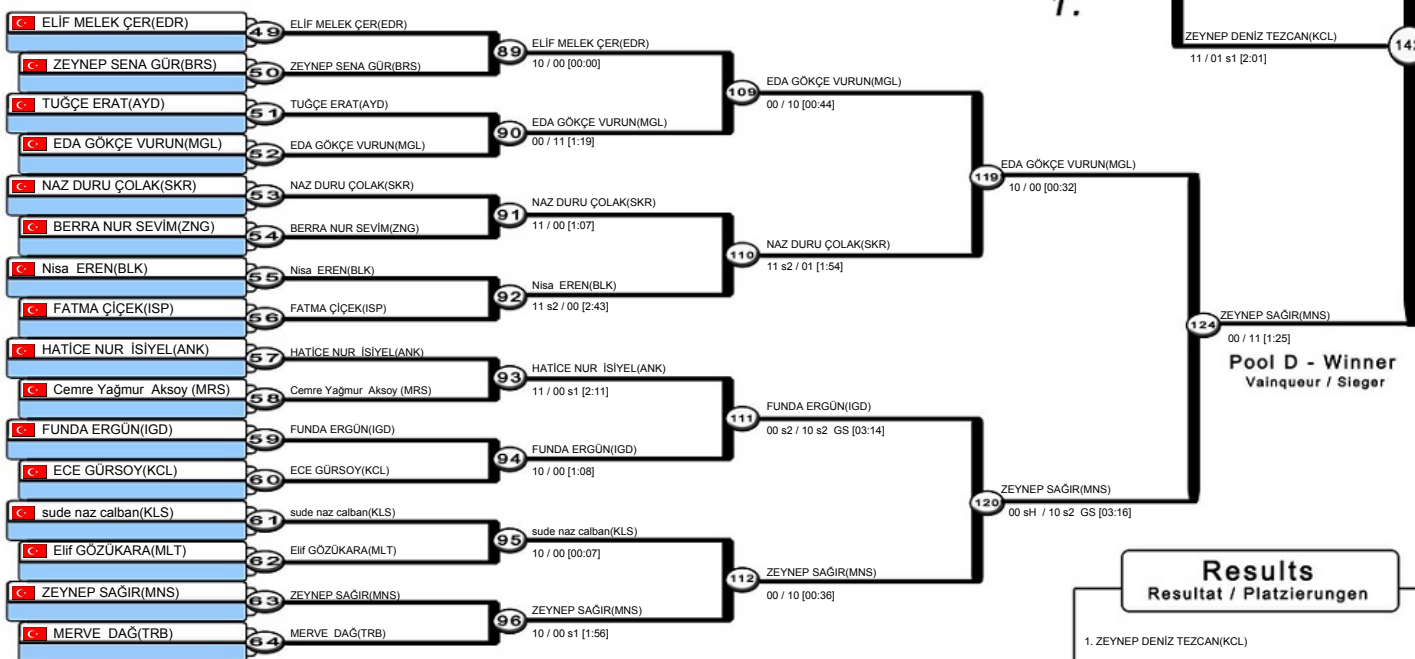 1.
ELİF MELEK ÇER(EDR)
ZEYNEP SENA GÜR(BRS)
TUĞÇE ERAT(AYD)
EDA GÖKÇE VURUN(MGL)
NAZ DURU ÇOLAK(SKR)
BERRA NUR SEVİM(ZNG)
Nisa EREN(BLK)
FATMA ÇİÇEK(ISP)
HATİCE NUR İSİYEL(ANK)
Cemre Yağmur Aksoy (MRS)
FUNDA ERGÜN(IGD)
ECE GÜRSOY(KCL)
sude naz calban(KLS)
Elif GÖZÜKARA(MLT)
ZEYNEP SAĞIR(MNS)
MERVE DAĞ(TRB)
49
50
51
52
53
54
55
56
57
58
59
60
61
62
63
64
ELİF MELEK ÇER(EDR)
ZEYNEP SENA GÜR(BRS)
TUĞÇE ERAT(AYD)
EDA GÖKÇE VURUN(MGL)
NAZ DURU ÇOLAK(SKR)
BERRA NUR SEVİM(ZNG)
Nisa EREN(BLK)
FATMA ÇİÇEK(ISP)
HATİCE NUR İSİYEL(ANK)
Cemre Yağmur Aksoy (MRS)
FUNDA ERGÜN(IGD)
ECE GÜRSOY(KCL)
sude naz calban(KLS)
Elif GÖZÜKARA(MLT)
ZEYNEP SAĞIR(MNS)
MERVE DAĞ(TRB)
89
ELİF MELEK ÇER(EDR)
10 / 00 [00:00]
90
EDA GÖKÇE VURUN(MGL)
00 / 11 [1:19]
91
NAZ DURU ÇOLAK(SKR)
11 / 00 [1:07]
92
Nisa EREN(BLK)
11 s2 / 00 [2:43]
93
HATİCE NUR İSİYEL(ANK)
11 / 00 s1 [2:11]
94
FUNDA ERGÜN(IGD)
10 / 00 [1:08]
95
sude naz calban(KLS)
10 / 00 [00:07]
96
ZEYNEP SAĞIR(MNS)
10 / 00 s1 [1:56]
109
EDA GÖKÇE VURUN(MGL)
00 / 10 [00:44]
110
NAZ DURU ÇOLAK(SKR)
11 s2 / 01 [1:54]
111
FUNDA ERGÜN(IGD)
00 s2 / 10 s2 GS [03:14]
112
ZEYNEP SAĞIR(MNS)
00 / 10 [00:36]
119
EDA GÖKÇE VURUN(MGL)
10 / 00 [00:32]
120
ZEYNEP SAĞIR(MNS)
00 sH / 10 s2 GS [03:16]
124
ZEYNEP SAĞIR(MNS)
00 / 11 [1:25]
Pool D - Winner
Vainqueur / Sieger
ZEYNEP DENİZ TEZCAN(KCL)
11 / 01 s1 [2:01]
Results
Resultat / Platzierungen
1. ZEYNEP DENİZ TEZCAN(KCL)